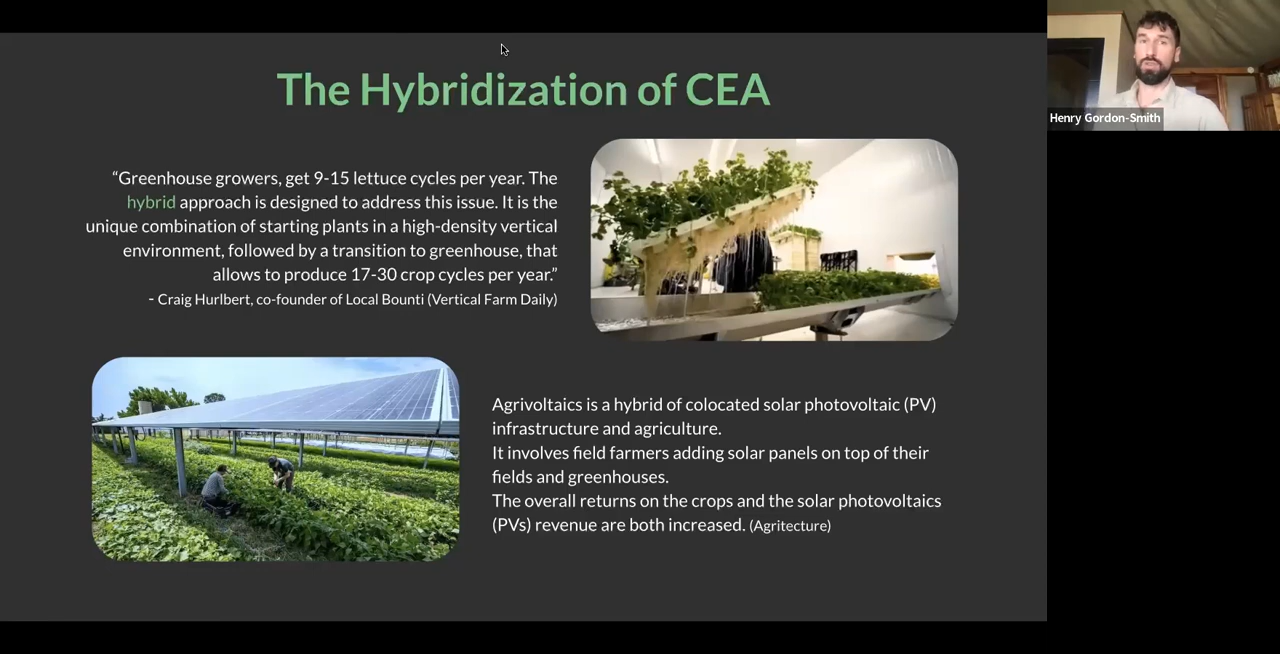 The Hybridization of CEA
Henry Gordon-Smith
“Greenhouse growers, get 9-15 lettuce cycles per year. The
hybrid approach is designed to address this issue. It is the
unique combination of starting plants in a high-density vertical
environment, followed by a transition to greenhouse, that
allows to produce 17-30 crop cycles per year.”
- Craig Hurlbert, co-founder of Local Bounti (Vertical Farm Daily)
Agrivoltaics is a hybrid of colocated solar photovoltaic (PV)
infrastructure and agriculture.
It involves field farmers adding solar panels on top of their
fields and greenhouses.
The overall returns on the crops and the solar photovoltaics
(PVs) revenue are both increased. (Agritecture)